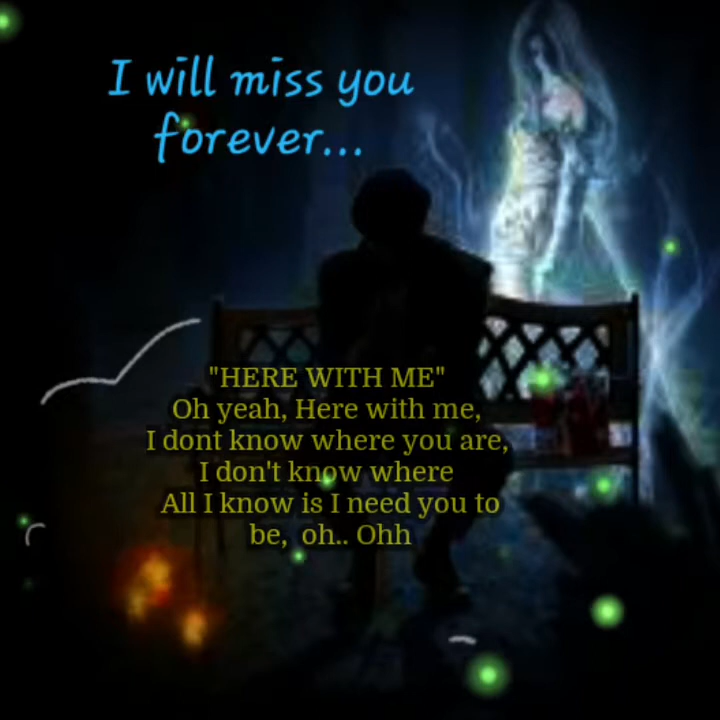 I will miss you
forever...
"HERE WITH ME"
Oh yeah, Here with me,
I dont know where you are,
I don't know where
All I know is I need you to
be, oh.. Ohh